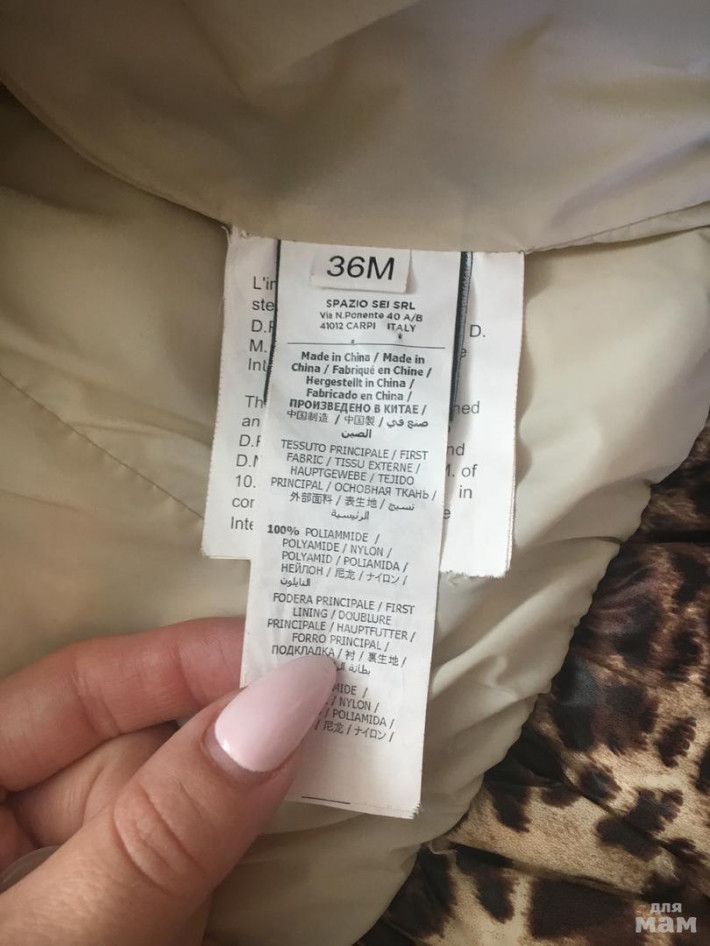 36M
SPAZIO SEI SRL
Via N.Ponente 40 A/B
41012 CARPI ITALY
Made in China / Made in
China / Fabriqué en Chine /
Hergestellt in China /
Fabricado en China /
ПРОИЗВЕДЕНО В КИТАЕ /
中国制造 / 中国製 / صنع في
الصين
TESSUTO PRINCIPALE / FIRST
FABRIC / TISSU EXTERNE /
HAUPTGEWEBE / TEJIDO
PRINCIPAL / ОСНОВНАЯ ТКАНЬ /
外部面料 / 表生地 / نسيج
الرئيسية
100% POLIAMMIDE /
POLYAMIDE / NYLON /
POLYAMID / POLIAMIDA /
НЕЙЛОН / 尼龙 / ナイロン /
النايلون
FODERA PRINCIPALE / FIRST
LINING / DOUBLURE
PRINCIPALE / HAUPTFUTTER /
FORRO PRINCIPAL /
ПОДКЛАДКА / 衬 / 裏生地 /
بطانة
/ NYLON /
/ POLIAMIDA /
/ 尼龙 / ナイロン /
L'i
ste
D.
M.
D.
of
10.
in
для
мам